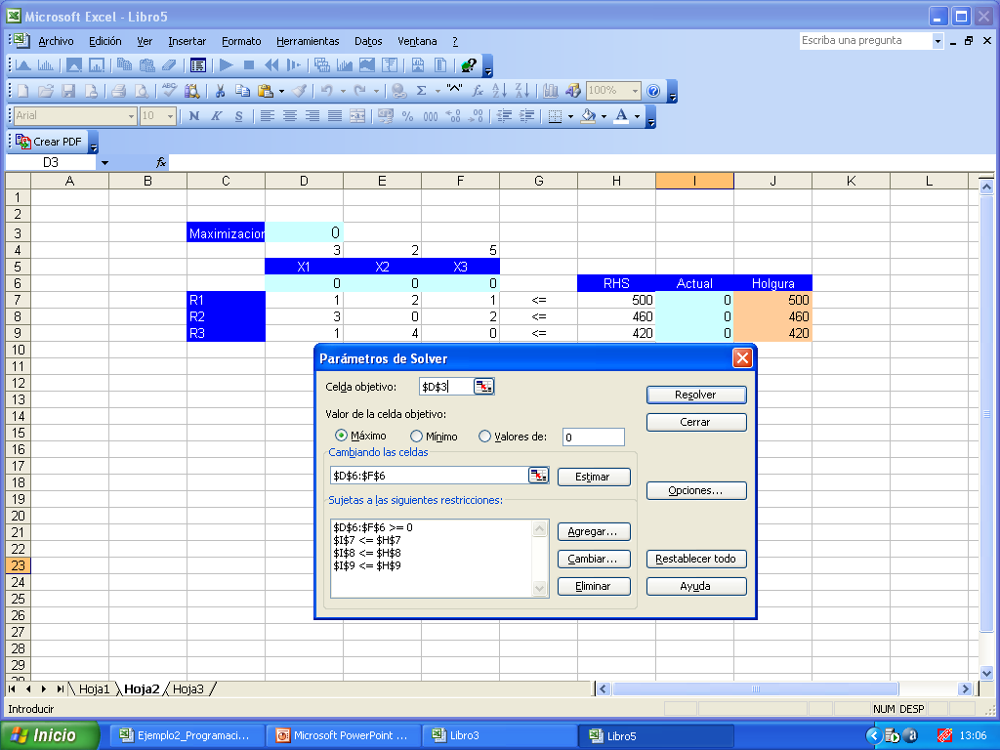 Microsoft Excel - Libro5
Archivo Edición Ver Insertar Formato Herramientas Datos Ventana ? Escriba una pregunta
100%
Arial 10 N K S % 000
Crear PDF
D3 fx
A B C D E F G H I J K L
1
2
3 Maximizacion 0
4 3 2 5
5 X1 X2 X3
6 0 0 0 RHS Actual Holgura
7 R1 1 2 1 <= 500 0 500
8 R2 3 0 2 <= 460 0 460
9 R3 1 4 0 <= 420 0 420
10
11
12
13
14
15
16
17
18
19
20
21
22
23
24
25
26
27
28
29
Parámetros de Solver
Celda objetivo: $D$3 Resolver
Valor de la celda objetivo: Cerrar
Máximo Mínimo Valores de: 0
Cambiando las celdas
$D$6:$F$6 Estimar
Opciones...
Sujetas a las siguientes restricciones:
$D$6:$F$6 >= 0
$I$7 <= $H$7
$I$8 <= $H$8
$I$9 <= $H$9
Agregar...
Cambiar... Restablecer todo
Eliminar Ayuda
Hoja1 Hoja2 Hoja3
Introducir NUM DESP
Inicio Ejemplo2_Programaci... Microsoft PowerPoint ... Libro3 Libro5 13:06